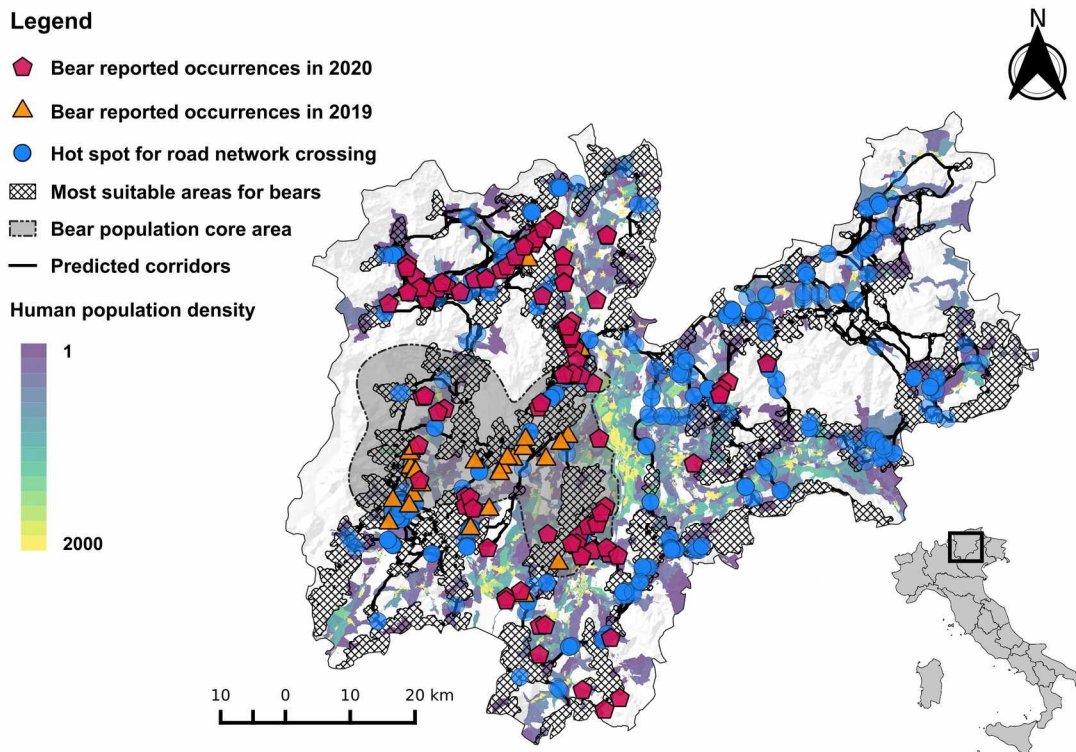 Legend
N
Bear reported occurrences in 2020
Bear reported occurrences in 2019
Hot spot for road network crossing
Most suitable areas for bears
Bear population core area
Predicted corridors
Human population density
1
2000
10 0 10 20 km